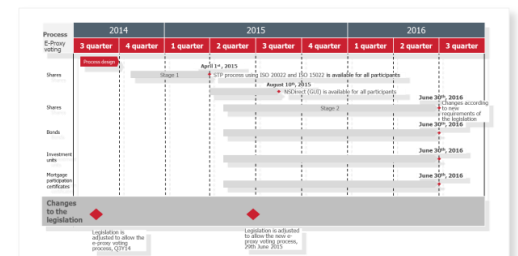 Process
E-Proxy
voting
2014
2015
2016
3 quarter
4 quarter
1 quarter
2 quarter
3 quarter
4 quarter
1 quarter
2 quarter
3 quarter
Process design
April 1st, 2015
Shares
Stage 1
STP process using ISO 20022 and ISO 15022 is available for all participants
August 10th, 2015
NSDirect (GUI) is available for all participants
June 30th, 2016
Shares
Stage 2
Changes according
to new
requirements of
the legislation
June 30th, 2016
Bonds
June 30th, 2016
Investment
units
June 30th, 2016
Mortgage
participation
certificates
Changes
to the
legislation
Legislation is
adjusted to allow the
e-proxy voting
process, Q3Y14
Legislation is adjusted
to allow the new e-
proxy voting process,
29th June 2015